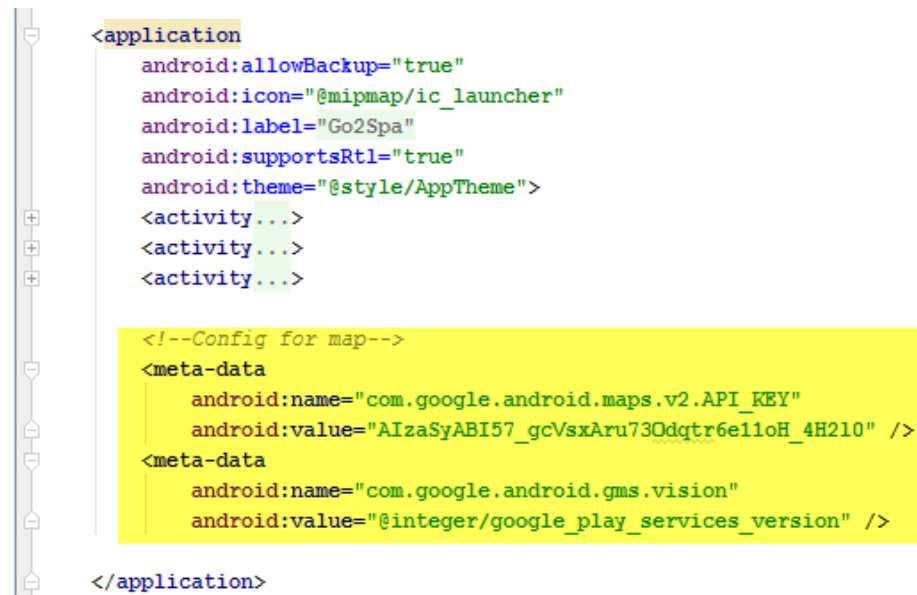 <application
android:allowBackup="true"
android:icon="@mipmap/ic_launcher"
android:label="Go2Spa"
android:supportsRtl="true"
android:theme="@style/AppTheme">
<activity...>
<activity...>
<activity...>
<!--Config for map-->
<meta-data
android:name="com.google.android.maps.v2.API_KEY"
android:value="AIzaSyABI57_gcVsxAru73Odqtr6e11oH_4H2l0" />
<meta-data
android:name="com.google.android.gms.vision"
android:value="@integer/google_play_services_version" />
</application>